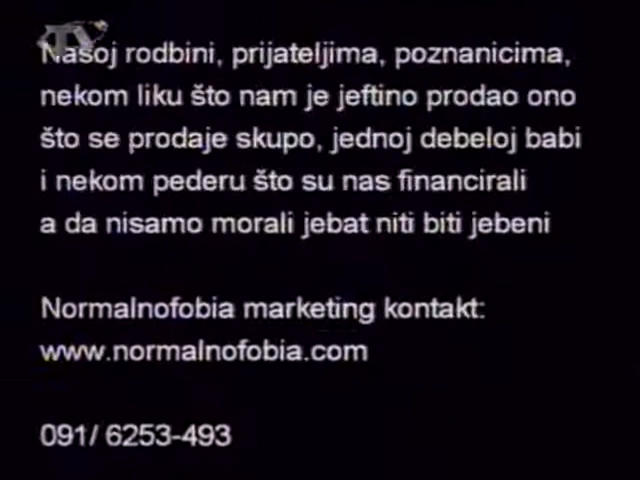 TV
Našoj rodbini, prijateljima, poznanicima,
nekom liku što nam je jeftino prodao ono
što se prodaje skupo, jednoj debeloj babi
i nekom pederu što su nas financirali
a da nisamo morali jebat niti biti jebeni
Normalnofobia marketing kontakt:
www.normalnofobia.com
091/ 6253-493